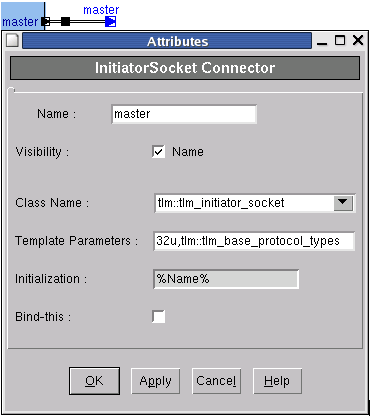 master
master
Attributes
InitiatorSocket Connector
Name :
master
Visibility :
Name
Class Name :
tlm::tlm_initiator_socket
Template Parameters :
32u,tlm::tlm_base_protocol_types
Initialization :
%Name%
Bind-this :
OK
Apply
Cancel
Help